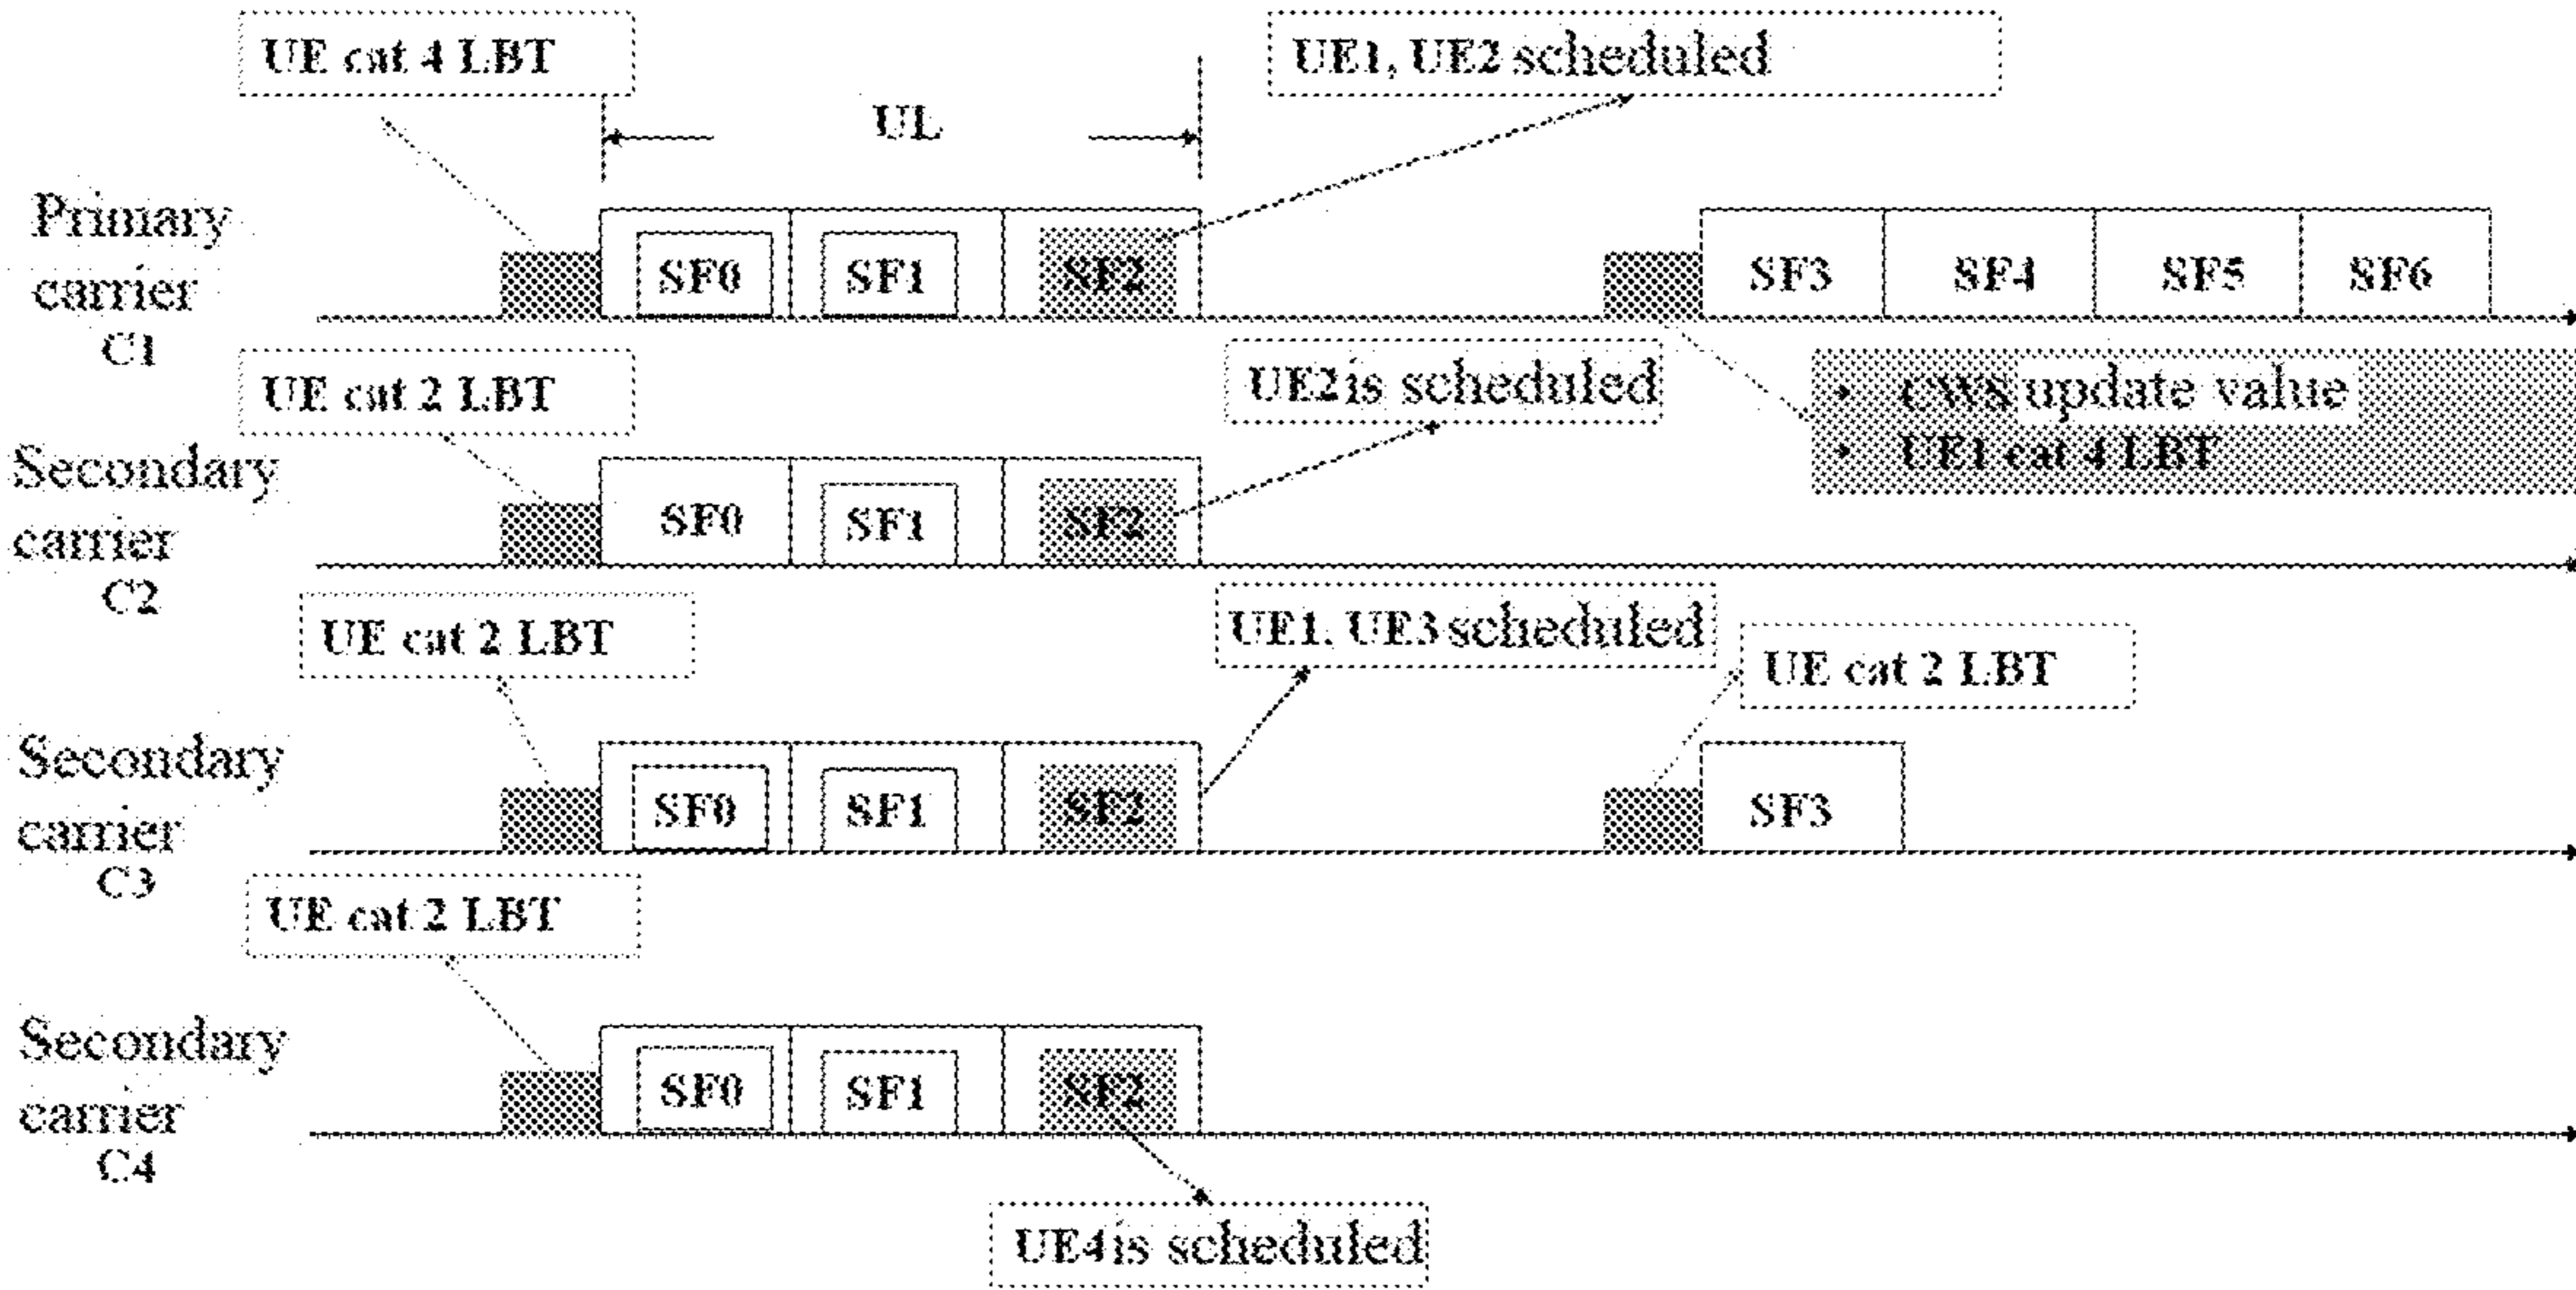 UE cat 4 LBT
UE1, UE2 scheduled
UL
Primary
carrier
C1
SF0 SF1 SF2 SF3 SF4 SF5 SF6
UE cat 2 LBT
UE2 is scheduled
• CWS update value
• UE1 cat 4 LBT
Secondary
carrier
C2
SF0 SF1 SF2
UE cat 2 LBT
UE1, UE3 scheduled
UE cat 2 LBT
Secondary
carrier
C3
SF0 SF1 SF2 SF3
UE cat 2 LBT
Secondary
carrier
C4
SF0 SF1 SF2
UE4 is scheduled